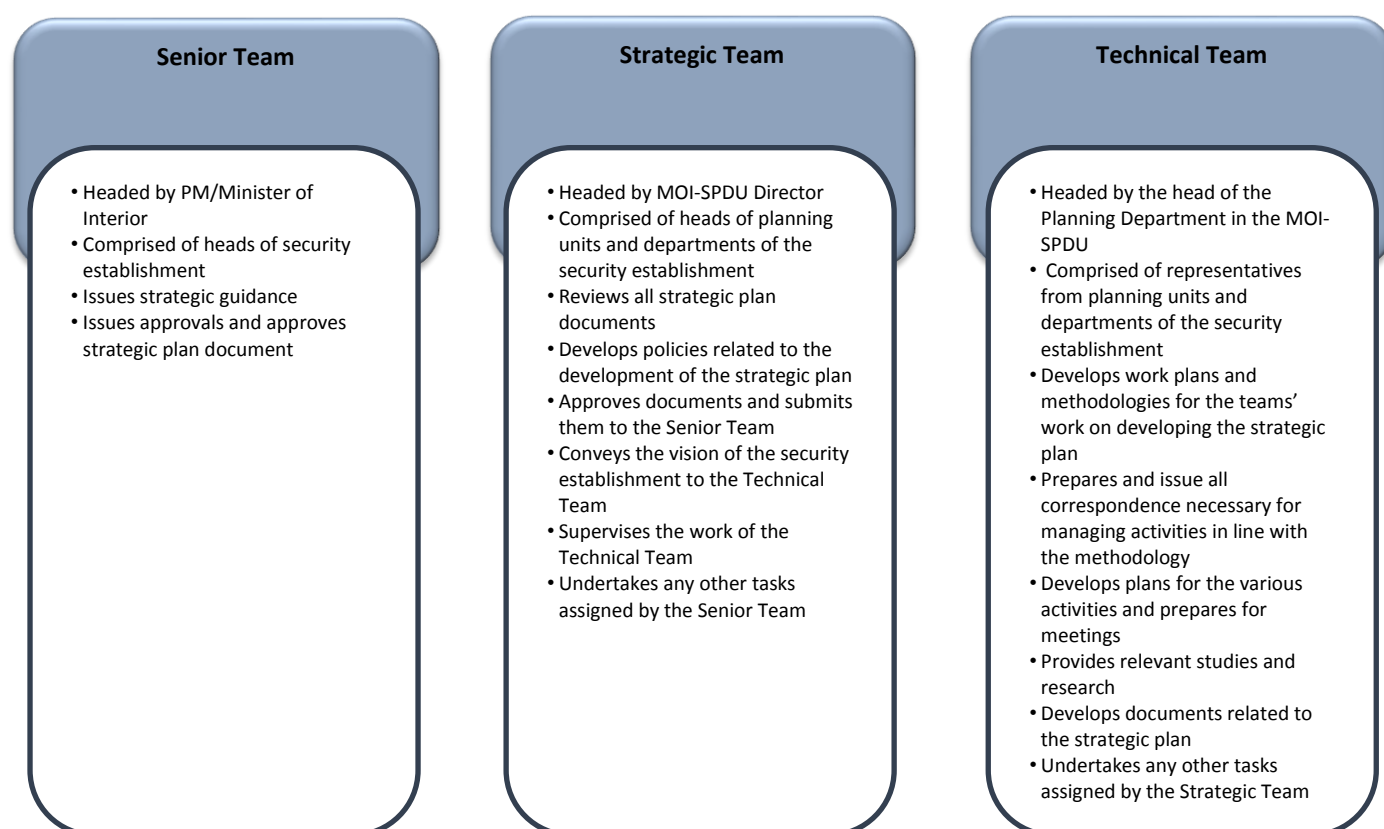 Senior Team
• Headed by PM/Minister of
Interior
• Comprised of heads of security
establishment
• Issues strategic guidance
• Issues approvals and approves
strategic plan document
Strategic Team
• Headed by MOI-SPDU Director
• Comprised of heads of planning
units and departments of the
security establishment
• Reviews all strategic plan
documents
• Develops policies related to the
development of the strategic plan
• Approves documents and submits
them to the Senior Team
• Conveys the vision of the security
establishment to the Technical
Team
• Supervises the work of the
Technical Team
• Undertakes any other tasks
assigned by the Senior Team
Technical Team
• Headed by the head of the
Planning Department in the MOI-
SPDU
• Comprised of representatives
from planning units and
departments of the security
establishment
• Develops work plans and
methodologies for the teams’
work on developing the strategic
plan
• Prepares and issue all
correspondence necessary for
managing activities in line with
the methodology
• Develops plans for the various
activities and prepares for
meetings
• Provides relevant studies and
research
• Develops documents related to
the strategic plan
• Undertakes any other tasks
assigned by the Strategic Team